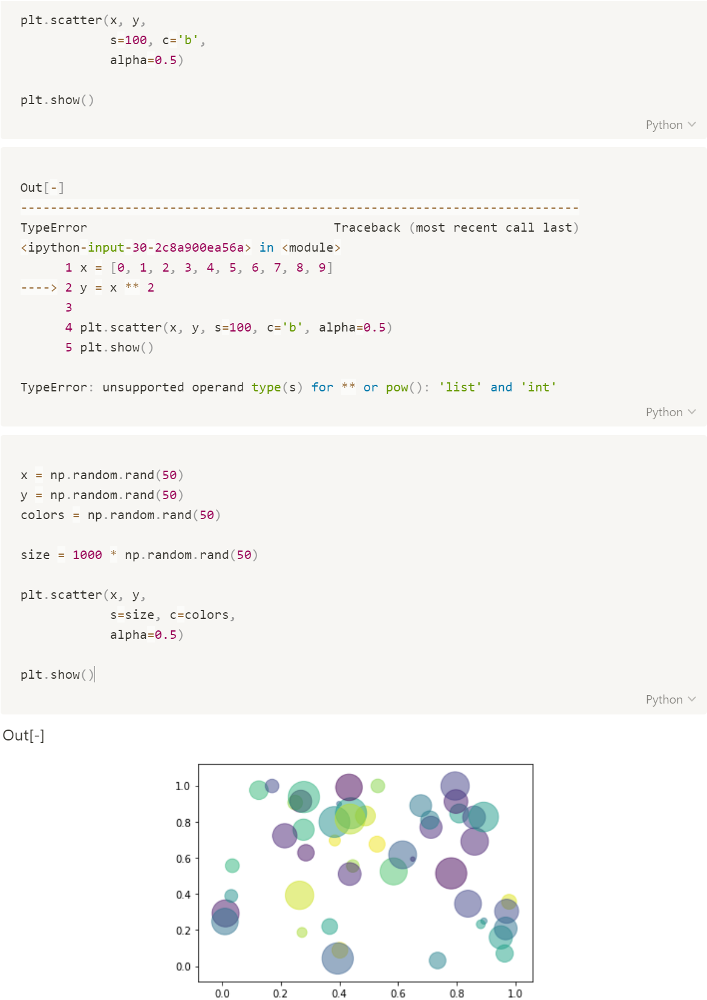 plt.scatter(x, y,
            s=100, c='b',
            alpha=0.5)
plt.show()
Python
Out[-]
---------------------------------------------------------------------------
TypeError                                 Traceback (most recent call last)
<ipython-input-30-2c8a900ea56a> in <module>
      1 x = [0, 1, 2, 3, 4, 5, 6, 7, 8, 9]
----> 2 y = x ** 2
      3
      4 plt.scatter(x, y, s=100, c='b', alpha=0.5)
      5 plt.show()
TypeError: unsupported operand type(s) for ** or pow(): 'list' and 'int'
Python
x = np.random.rand(50)
y = np.random.rand(50)
colors = np.random.rand(50)
size = 1000 * np.random.rand(50)
plt.scatter(x, y,
            s=size, c=colors,
            alpha=0.5)
plt.show()
Python
Out[-]
1.0
0.8
0.6
0.4
0.2
0.0
0.0 0.2 0.4 0.6 0.8 1.0